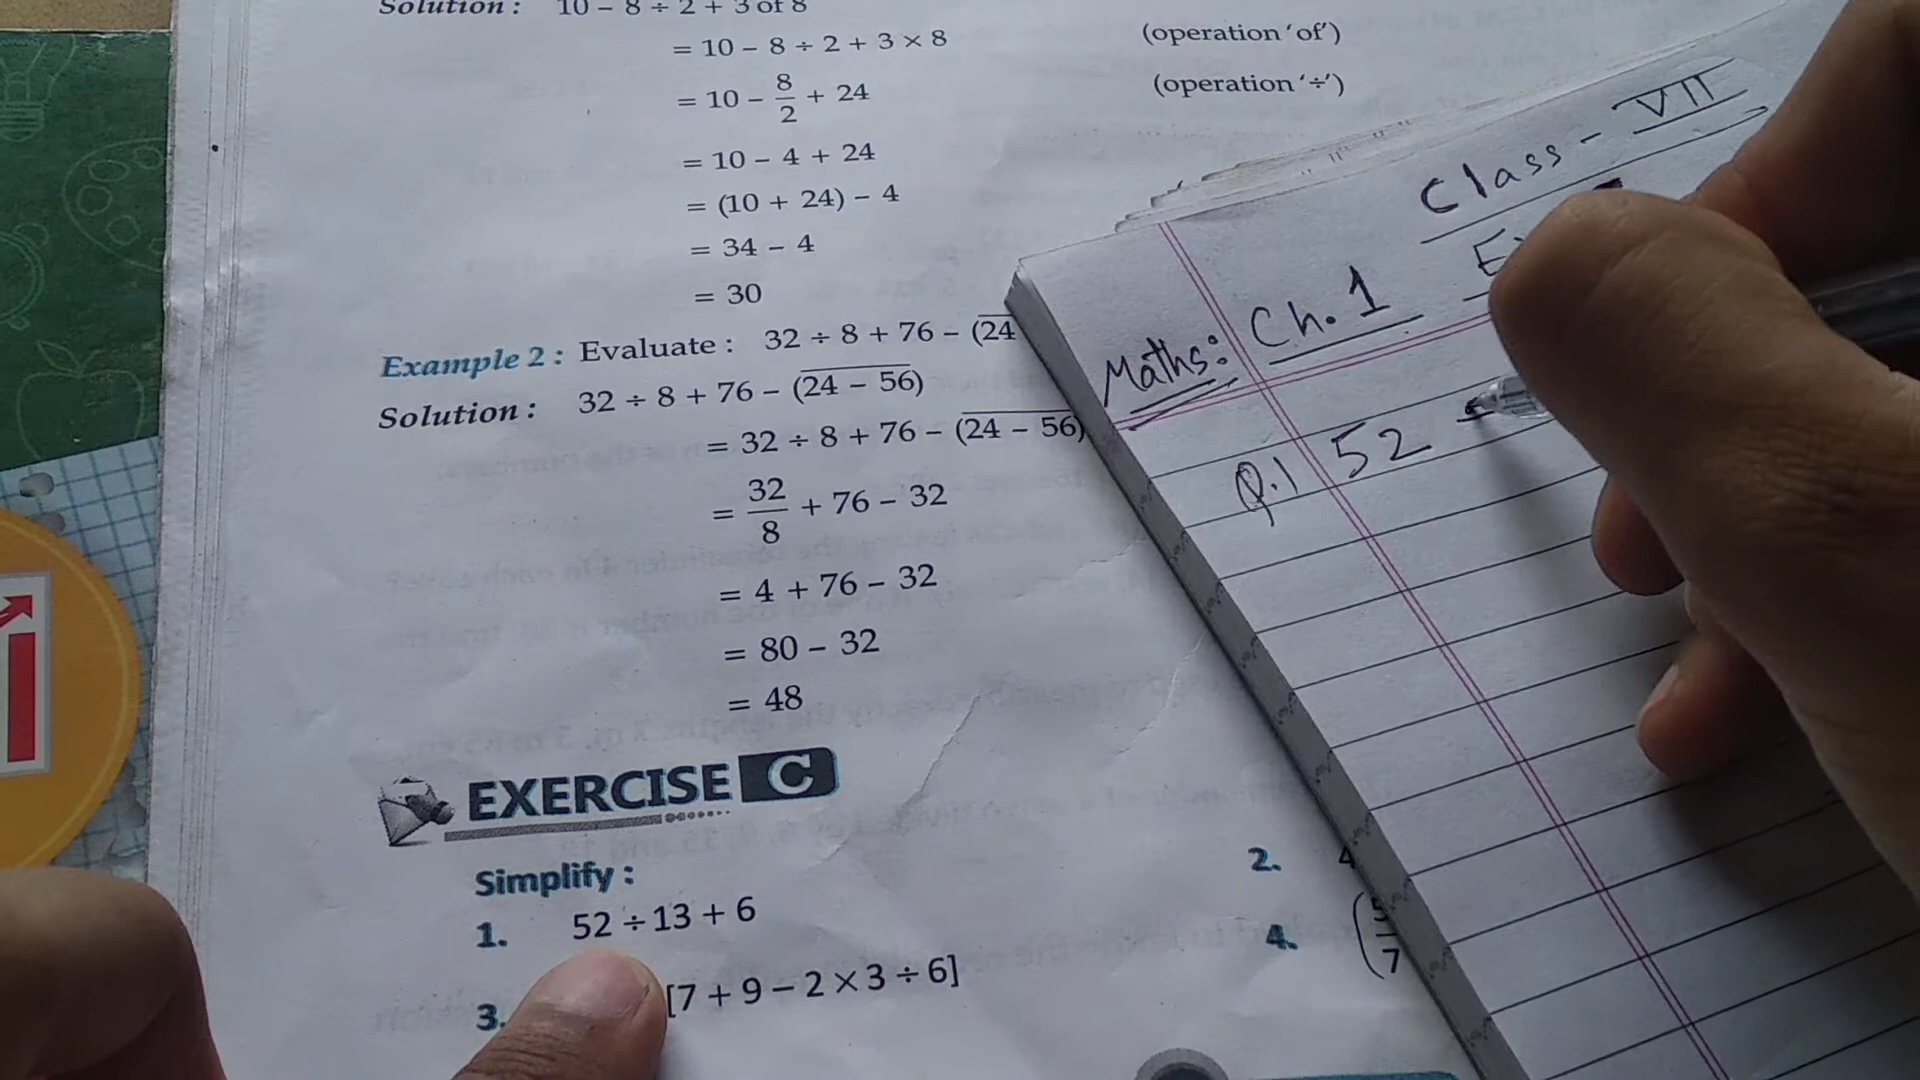 Solution : 10 – 8 ÷ 2 + 3 of 8
= 10 – 8 ÷ 2 + 3 × 8 (operation ‘of’)
= 10 – 8/2 + 24 (operation ‘÷’)
= 10 – 4 + 24
= (10 + 24) – 4
= 34 – 4
= 30
Example 2 : Evaluate : 32 ÷ 8 + 76 – (24
Solution : 32 ÷ 8 + 76 – (24 – 56)
= 32 ÷ 8 + 76 – (24 – 56)
= 32/8 + 76 – 32
= 4 + 76 – 32
= 80 – 32
= 48
EXERCISE C
Simplify :
1. 52 ÷ 13 + 6
2. 4
3. [7 + 9 – 2 × 3 ÷ 6]
4. (5/7
Class – VII
Maths: Ch. 1
Q.1 52